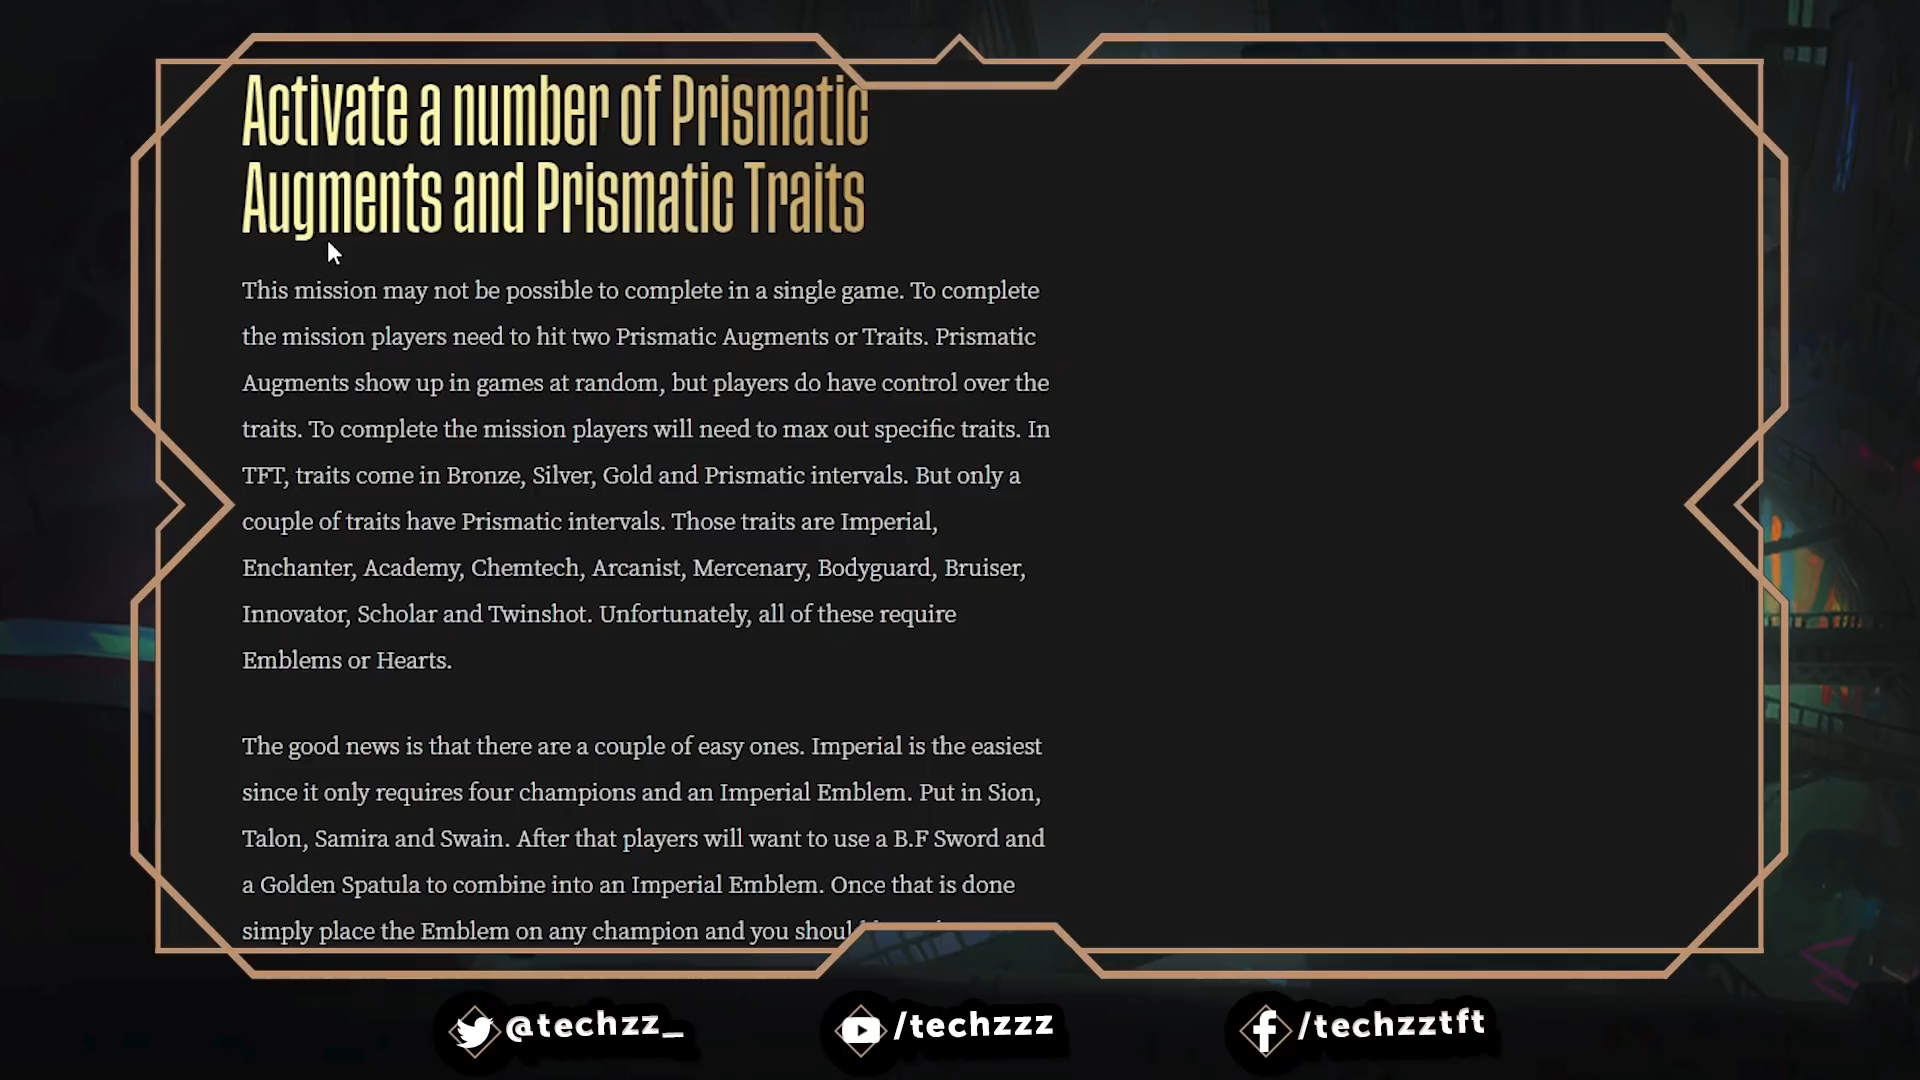 Activate a number of Prismatic
Augments and Prismatic Traits
This mission may not be possible to complete in a single game. To complete
the mission players need to hit two Prismatic Augments or Traits. Prismatic
Augments show up in games at random, but players do have control over the
traits. To complete the mission players will need to max out specific traits. In
TFT, traits come in Bronze, Silver, Gold and Prismatic intervals. But only a
couple of traits have Prismatic intervals. Those traits are Imperial,
Enchanter, Academy, Chemtech, Arcanist, Mercenary, Bodyguard, Bruiser,
Innovator, Scholar and Twinshot. Unfortunately, all of these require
Emblems or Hearts.
The good news is that there are a couple of easy ones. Imperial is the easiest
since it only requires four champions and an Imperial Emblem. Put in Sion,
Talon, Samira and Swain. After that players will want to use a B.F Sword and
a Golden Spatula to combine into an Imperial Emblem. Once that is done
simply place the Emblem on any champion and you
@techzz_
/techzzz
/techzztft